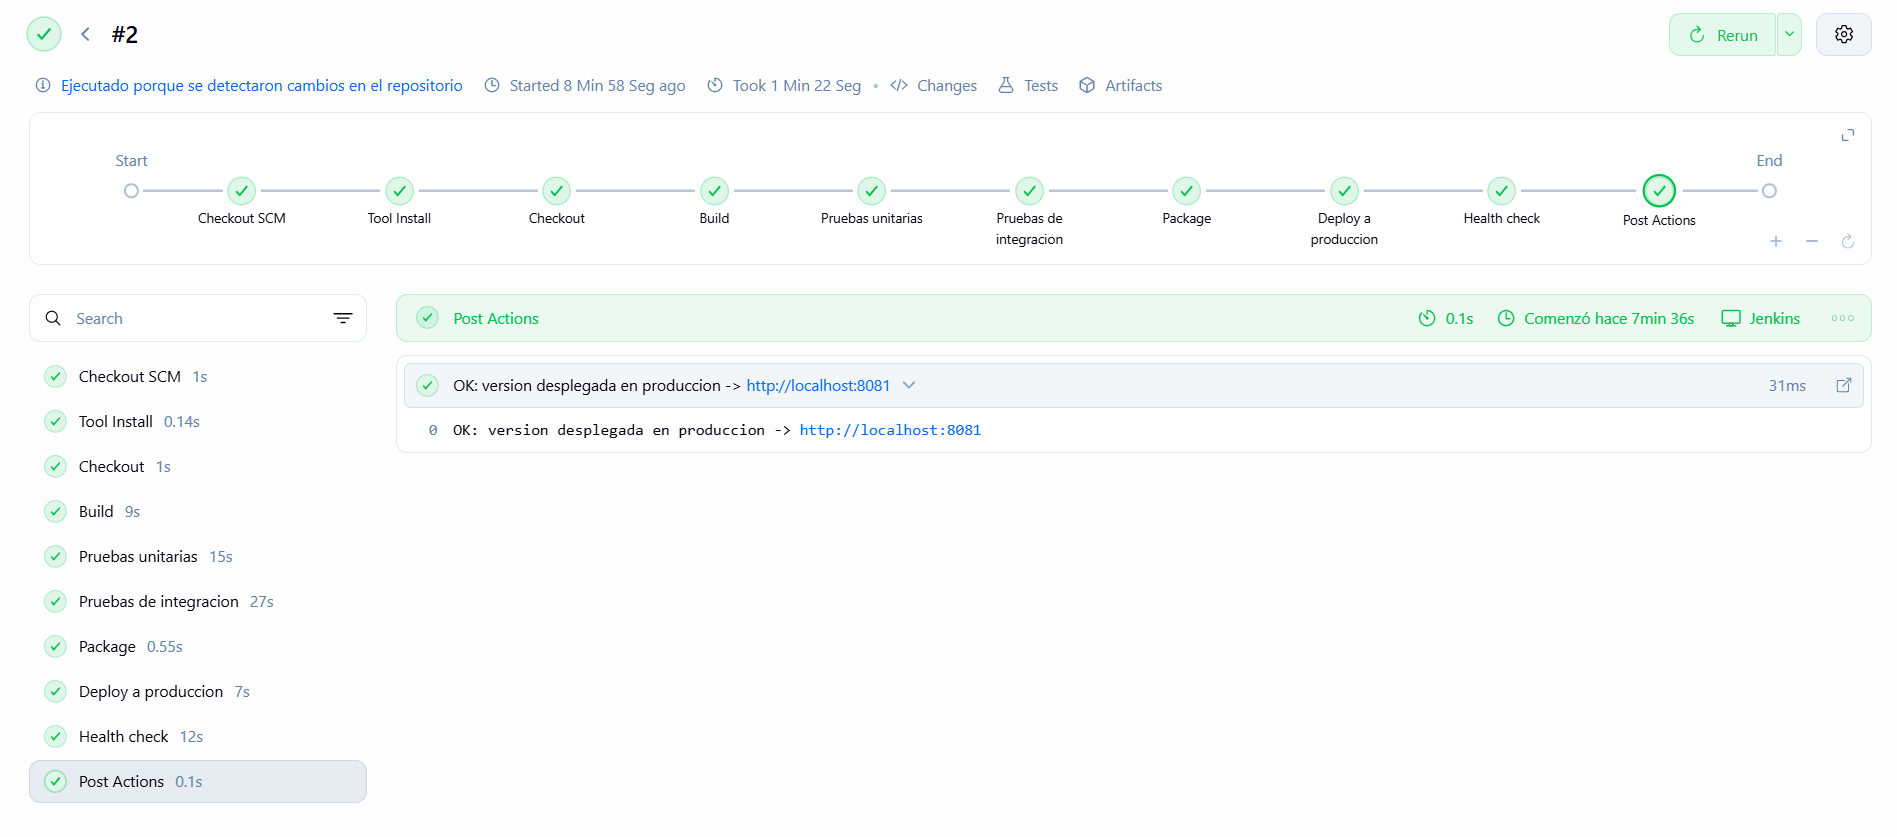 #2
Rerun
Ejecutado porque se detectaron cambios en el repositorio Started 8 Min 58 Seg ago Took 1 Min 22 Seg • </> Changes Tests Artifacts
Start End
Checkout SCM Tool Install Checkout Build Pruebas unitarias Pruebas de integracion Package Deploy a produccion Health check Post Actions
Search
Checkout SCM 1s
Tool Install 0.14s
Checkout 1s
Build 9s
Pruebas unitarias 15s
Pruebas de integracion 27s
Package 0.55s
Deploy a produccion 7s
Health check 12s
Post Actions 0.1s
Post Actions 0.1s Comenzó hace 7min 36s Jenkins
OK: version desplegada en produccion -> http://localhost:8081 31ms
0 OK: version desplegada en produccion -> http://localhost:8081